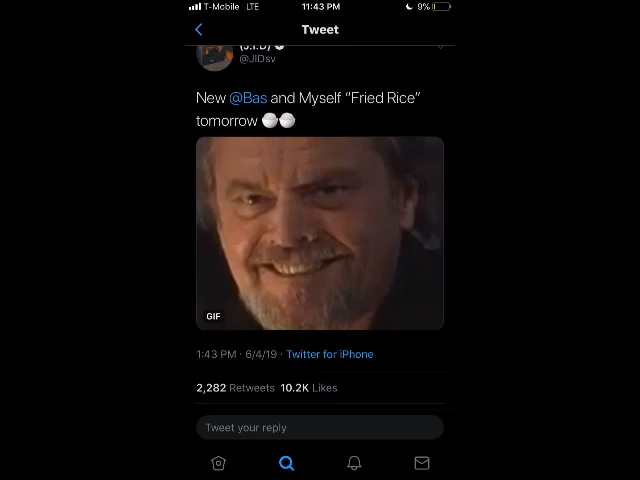 T-Mobile LTE 11:43 PM 9%
Tweet
(J.I.D)
@JIDsv
New @Bas and Myself “Fried Rice”
tomorrow
GIF
1:43 PM · 6/4/19 · Twitter for iPhone
2,282 Retweets 10.2K Likes
Tweet your reply